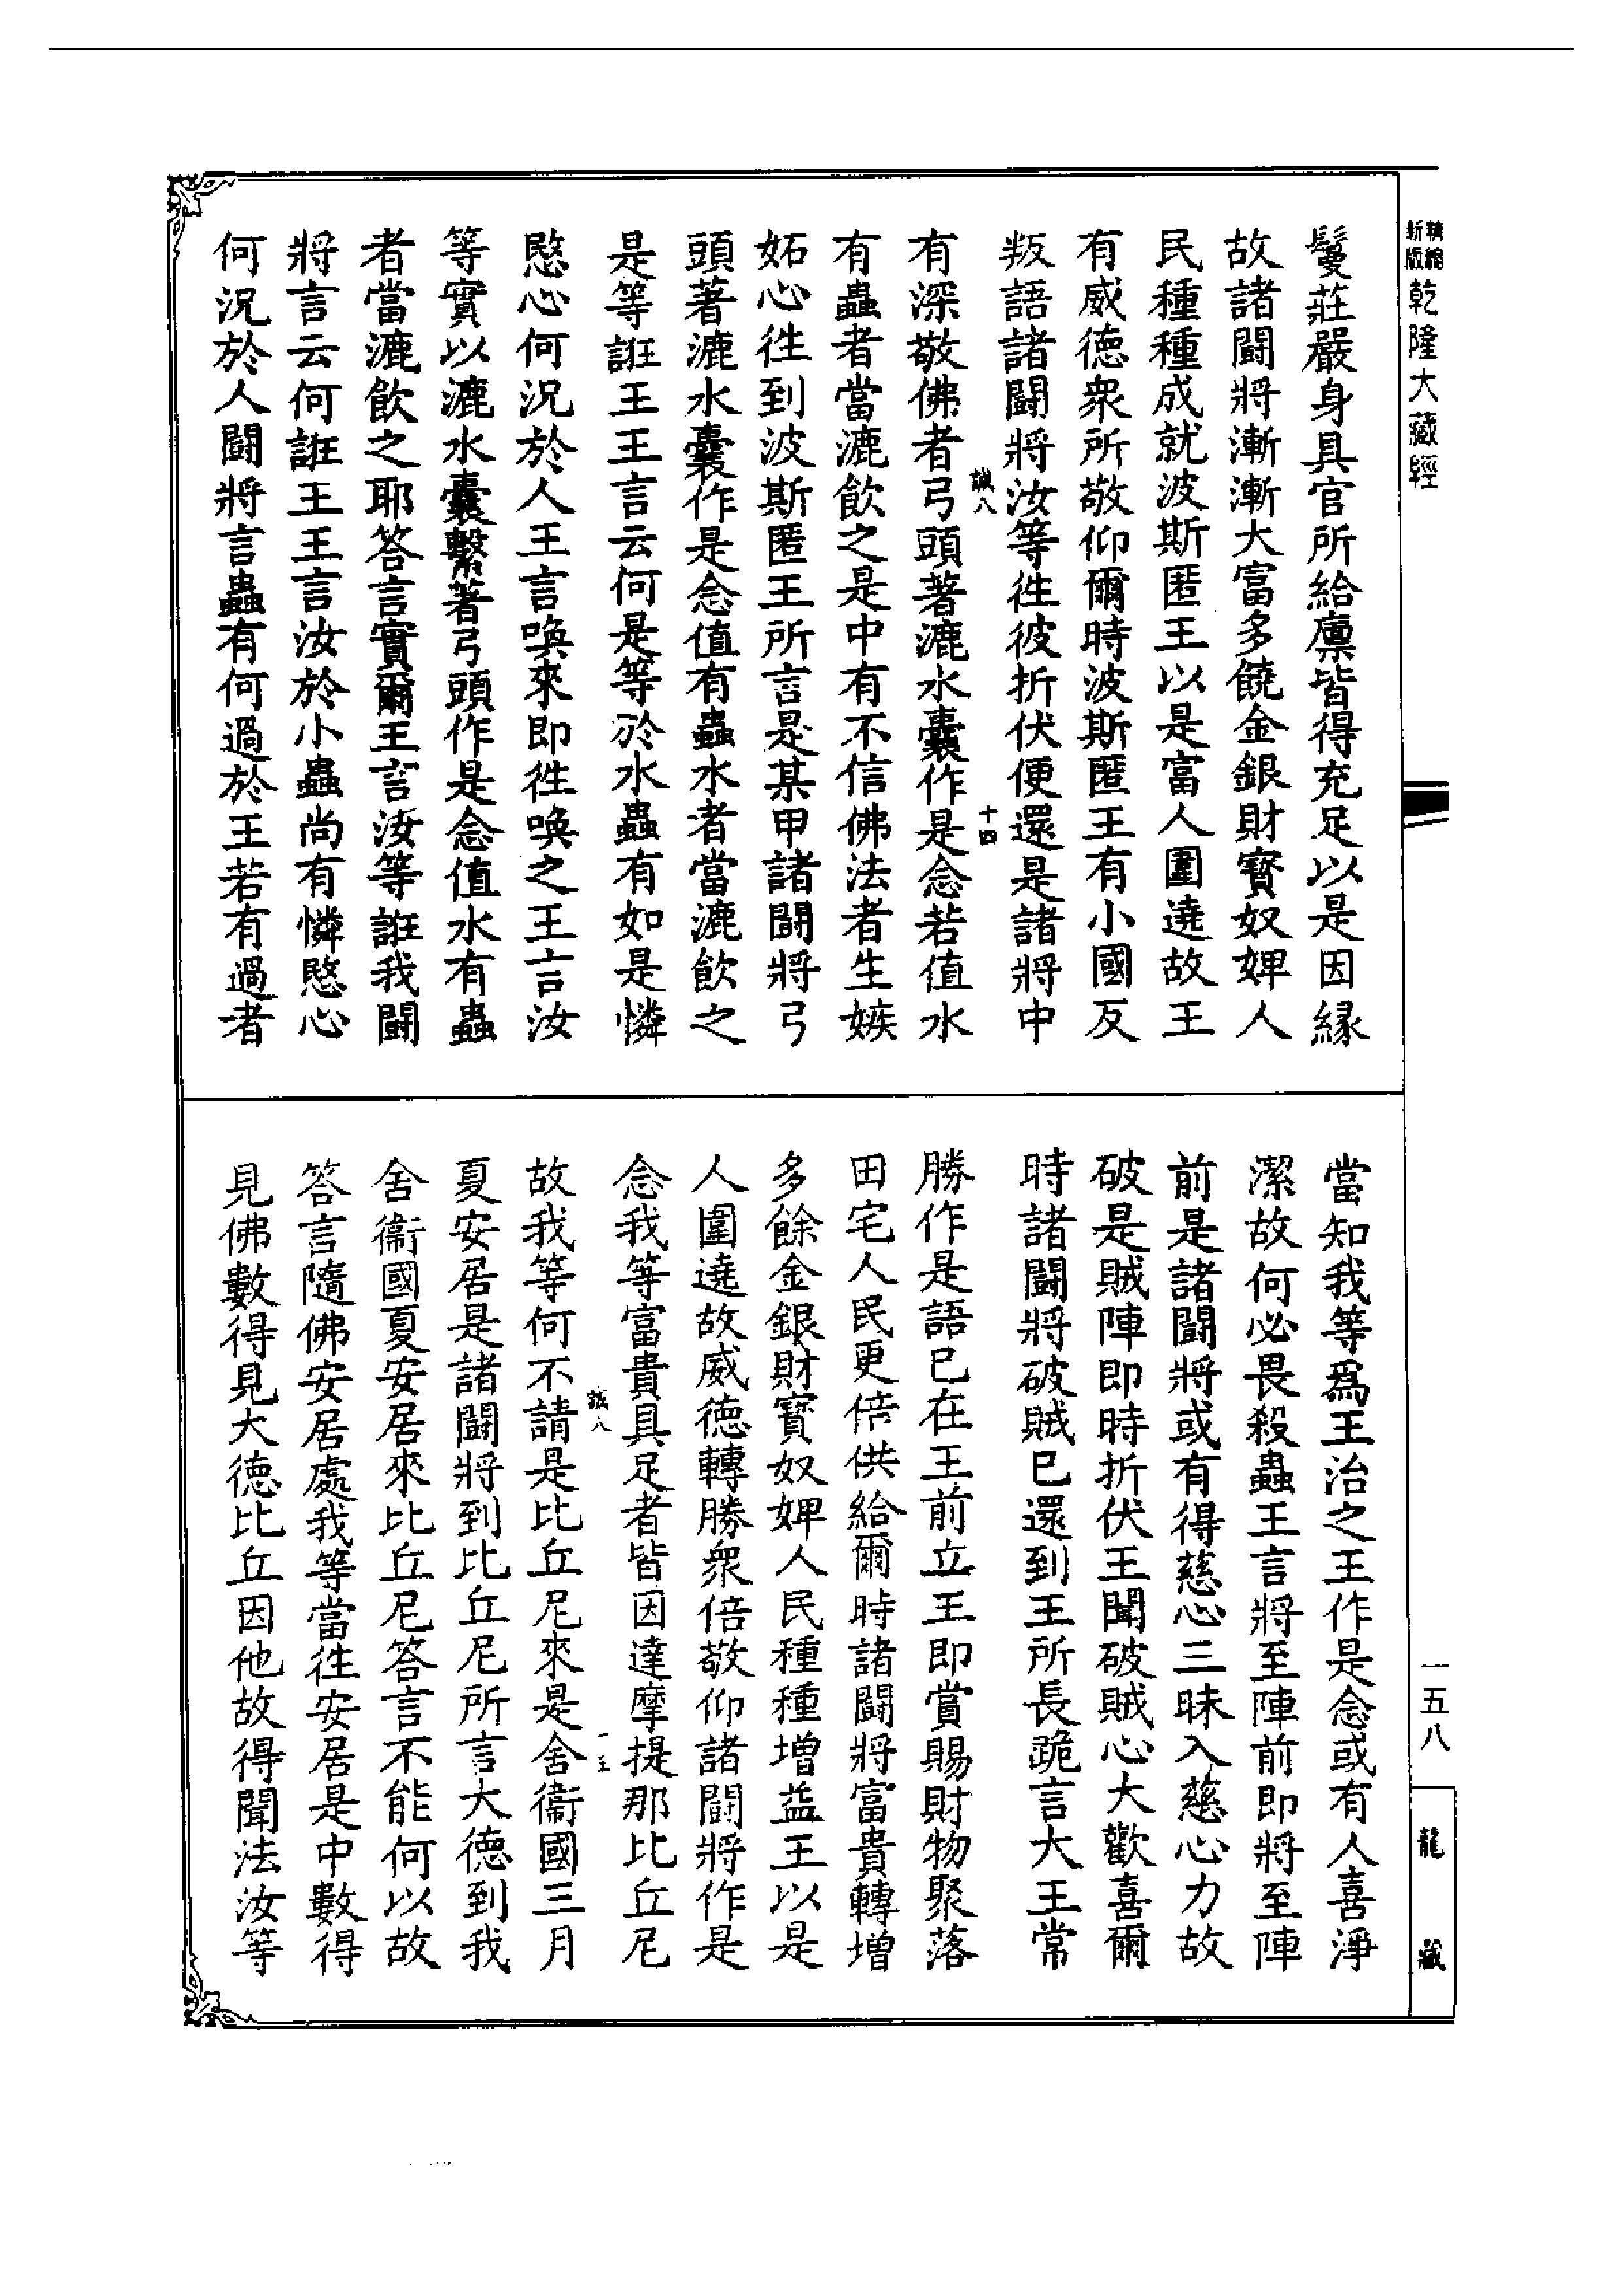 新版精縮乾隆大藏經
鬘莊嚴身具官所給廩皆得充足以是因緣
故諸鬬將漸漸大富多饒金銀財寶奴婢人
民種種成就波斯匿王以是富人圍遶故王
有威德衆所敬仰爾時波斯匿王有小國反
叛語諸鬬將汝等往彼折伏便還是諸將中
誠八 十四
有深敬佛者弓頭著漉水囊作是念若值水
有蟲者當漉飲之是中有不信佛法者生嫉
妬心往到波斯匿王所言是某甲諸鬬將弓
頭著漉水囊作是念值有蟲水者當漉飲之
是等誑王王言云何是等於水蟲有如是憐
愍心何況於人王言喚來即往喚之王言汝
等實以漉水囊繫著弓頭作是念值水有蟲
者當漉飲之耶答言實爾王言汝等誑我鬬
將言云何誑王王言汝於小蟲尚有憐愍心
何況於人鬬將言蟲有何過於王若有過者
當知我等爲王治之王作是念或有人喜淨
潔故何必畏殺蟲王言將至陣前即將至陣
前是諸鬬將或有得慈心三昧入慈心力故
破是賊陣即時折伏王聞破賊心大歡喜爾
時諸鬬將破賊已還到王所長跪言大王常
勝作是語已在王前立王即賞賜財物聚落
田宅人民更倍供給爾時諸鬬將富貴轉增
多餘金銀財寶奴婢人民種種增益王以是
人圍遶故威德轉勝衆倍敬仰諸鬬將作是
念我等富貴具足者皆因達摩提那比丘尼
誠八 一五
故我等何不請是比丘尼來是舍衞國三月
夏安居是諸鬬將到比丘尼所言大德到我
舍衞國夏安居來比丘尼答言不能何以故
答言隨佛安居處我等當往安居是中數得
見佛數得見大德比丘因他故得聞法汝等
一五八
龍藏